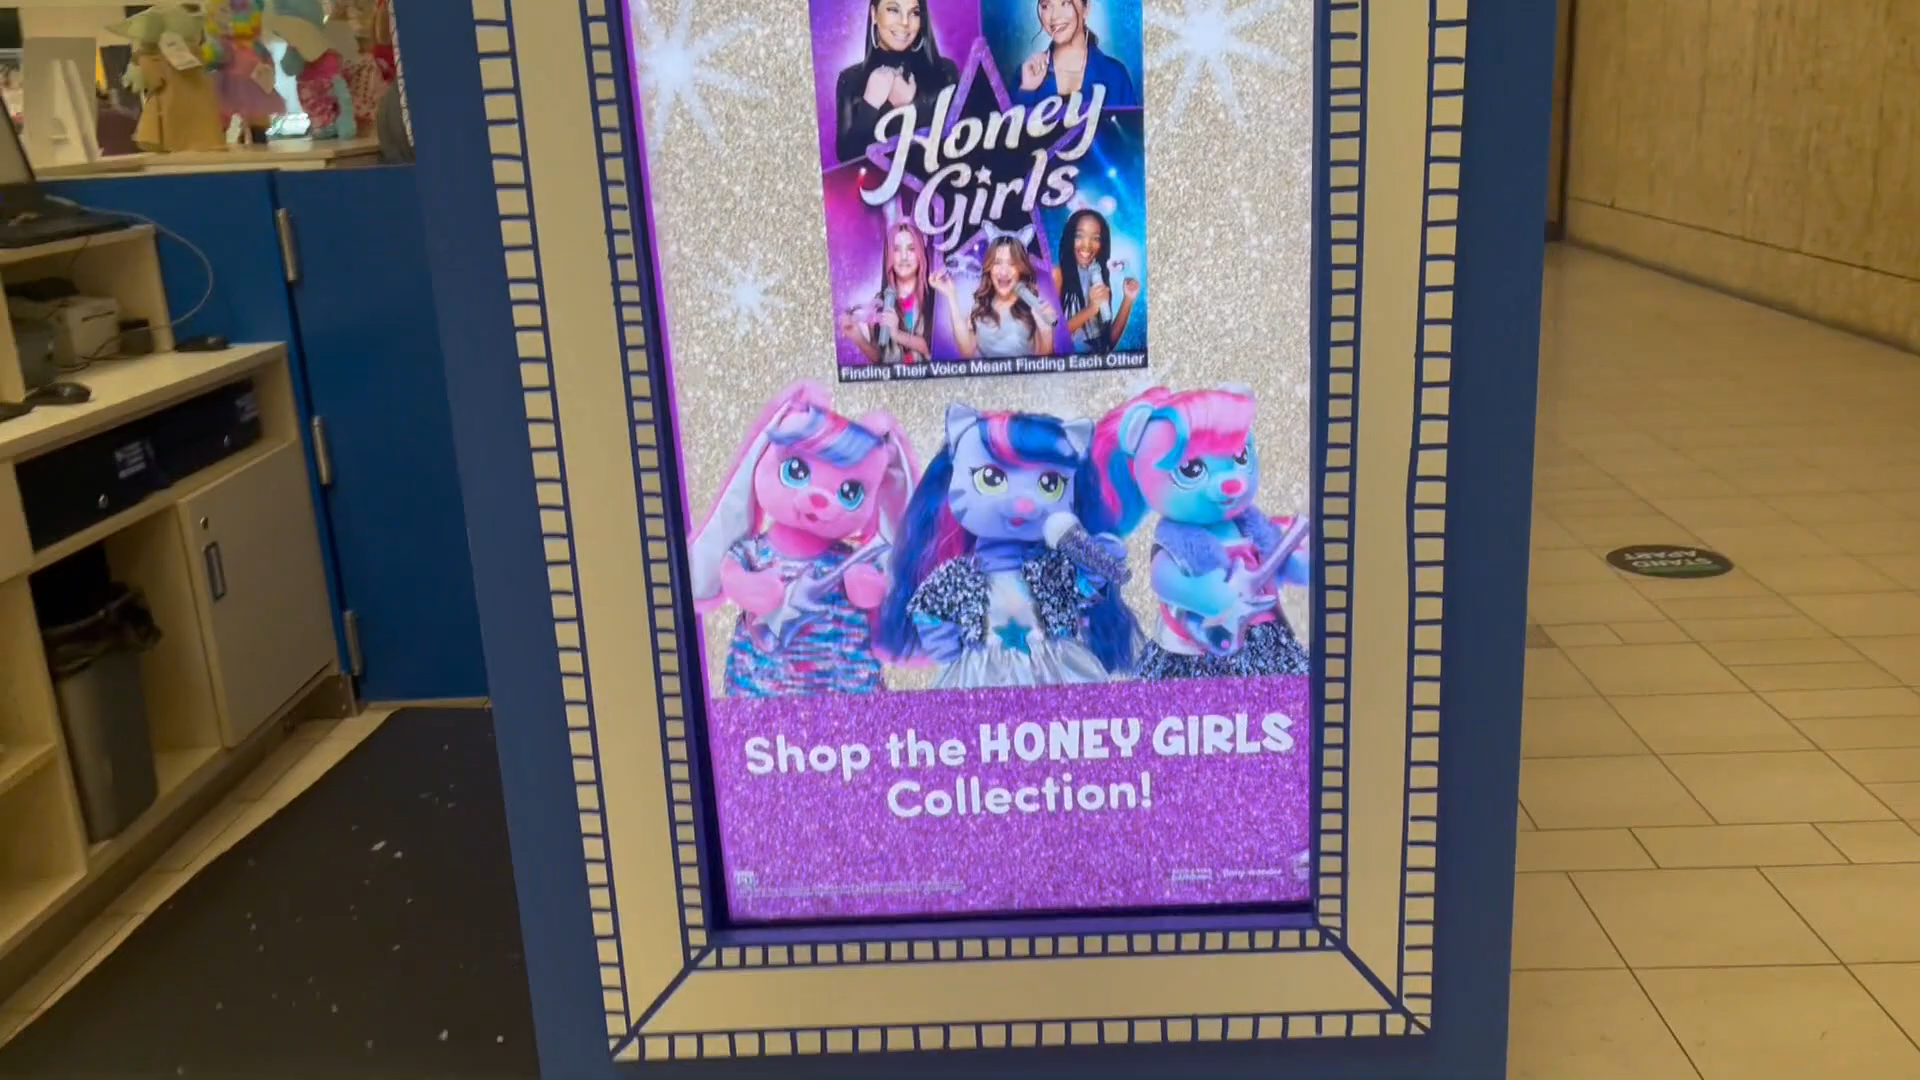 Honey
Girls
Finding Their Voice Meant Finding Each Other
Shop the HONEY GIRLS
Collection!
STAND
APART